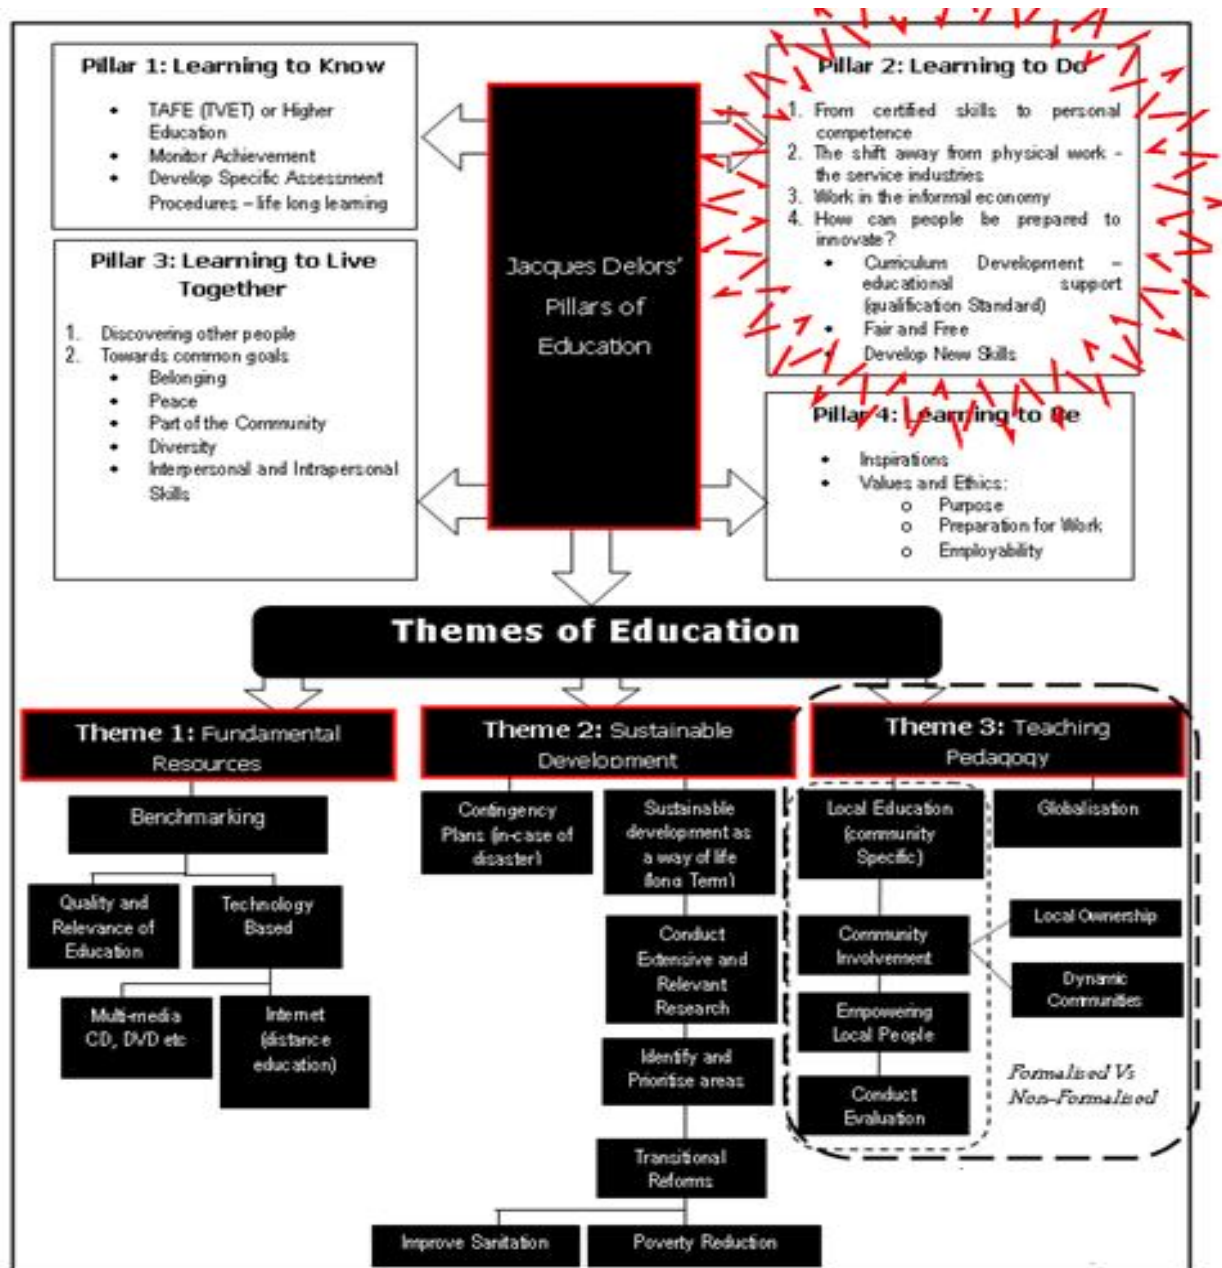 Pillar 1: Learning to Know
• TAFE (TVET) or Higher
Education
• Monitor Achievement
• Develop Specific Assessment
Procedures – life long learning
Pillar 2: Learning to Do
1. From certified skills to personal
competence
2. The shift away from physical work –
the service industries
3. Work in the informal economy
4. How can people be prepared to
innovate?
• Curriculum Development –
educational support
(qualification Standard)
• Fair and Free
• Develop New Skills
Jacques Delors'
Pillars of
Education
Pillar 3: Learning to Live
Together
1. Discovering other people
2. Towards common goals
• Belonging
• Peace
• Part of the Community
• Diversity
• Interpersonal and Intrapersonal
Skills
Pillar 4: Learning to Be
• Inspirations
• Values and Ethics:
o Purpose
o Preparation for Work
o Employability
Themes of Education
Theme 1: Fundamental
Resources
Benchmarking
Quality and
Relevance of
Education
Technology
Based
Multi-media
CD, DVD etc
Internet
(distance
education)
Theme 2: Sustainable
Development
Contingency
Plans (in-case of
disaster)
Sustainable
development as
a way of life
(long Term)
Conduct
Extensive and
Relevant
Research
Identify and
Prioritise areas
Transitional
Reforms
Improve Sanitation
Poverty Reduction
Theme 3: Teaching
Pedagogy
Local Education
(community
Specific)
Globalisation
Community
Involvement
Local Ownership
Dynamic
Communities
Empowering
Local People
Conduct
Evaluation
Formalised Vs
Non-Formalised